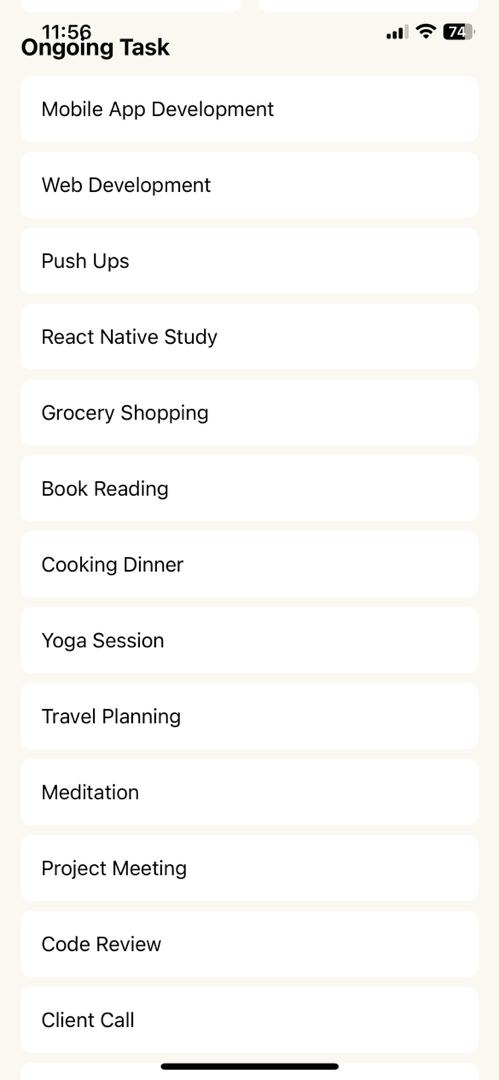 11:56
74
Ongoing Task
Mobile App Development
Web Development
Push Ups
React Native Study
Grocery Shopping
Book Reading
Cooking Dinner
Yoga Session
Travel Planning
Meditation
Project Meeting
Code Review
Client Call